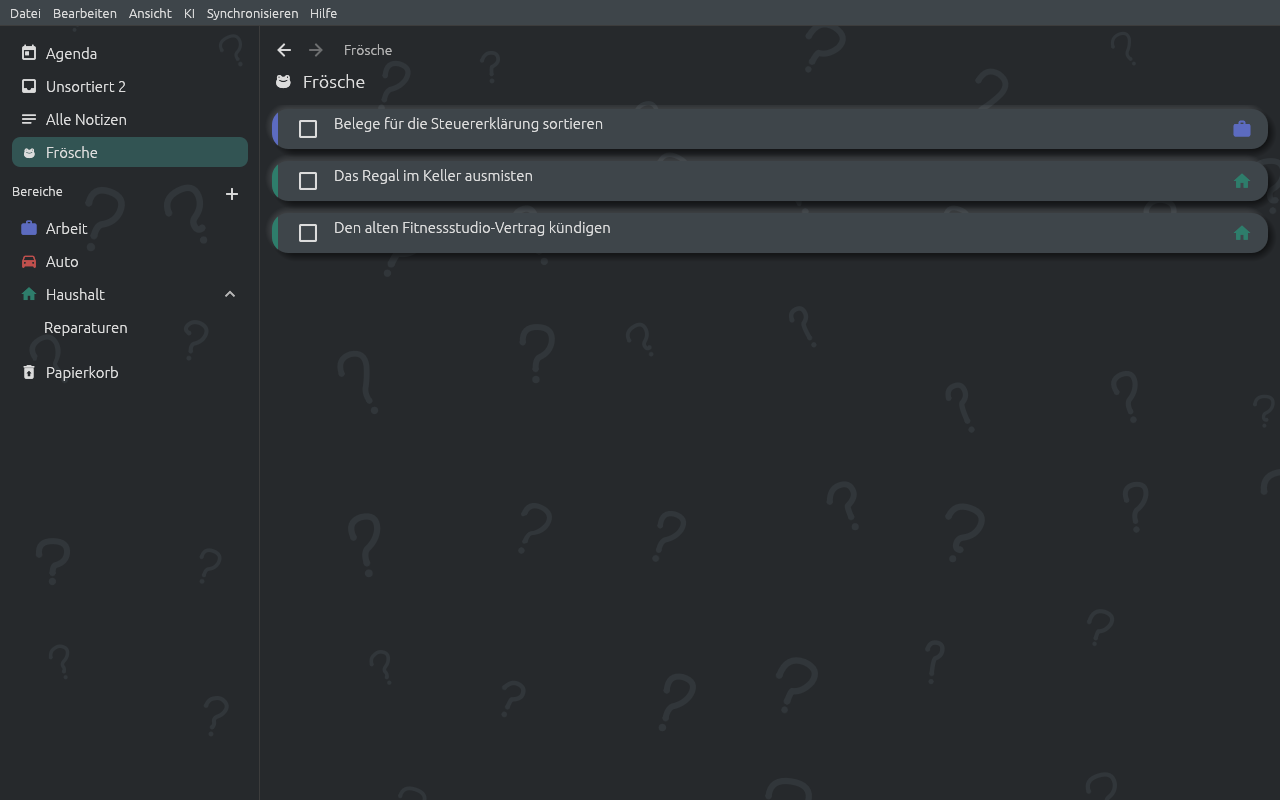 Datei Bearbeiten Ansicht KI Synchronisieren Hilfe
Agenda
Unsortiert 2
Alle Notizen
Frösche
Bereiche
Arbeit
Auto
Haushalt
Reparaturen
Papierkorb
Frösche
Frösche
Belege für die Steuererklärung sortieren
Das Regal im Keller ausmisten
Den alten Fitnessstudio-Vertrag kündigen